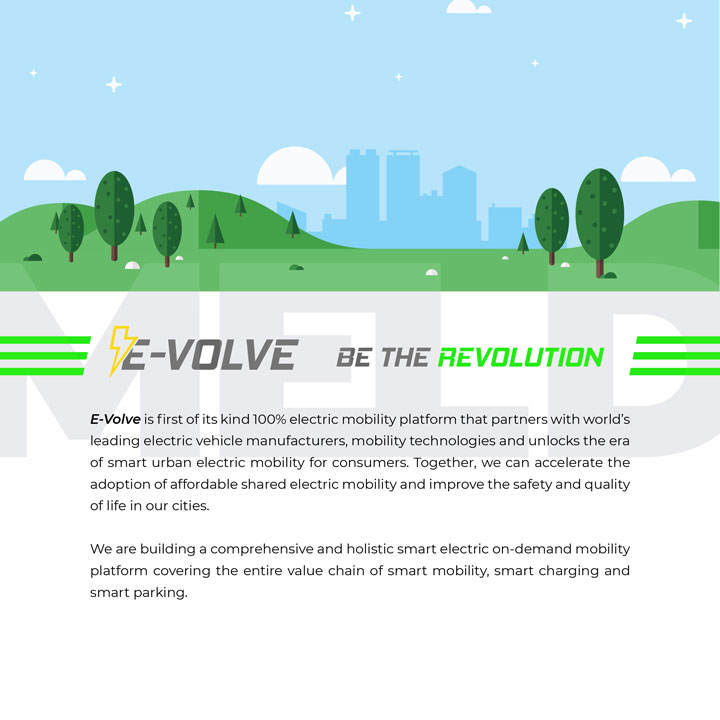 MELD
E-VOLVE BE THE REVOLUTION
E-Volve is first of its kind 100% electric mobility platform that partners with world's
leading electric vehicle manufacturers, mobility technologies and unlocks the era
of smart urban electric mobility for consumers. Together, we can accelerate the
adoption of affordable shared electric mobility and improve the safety and quality
of life in our cities.
We are building a comprehensive and holistic smart electric on-demand mobility
platform covering the entire value chain of smart mobility, smart charging and
smart parking.